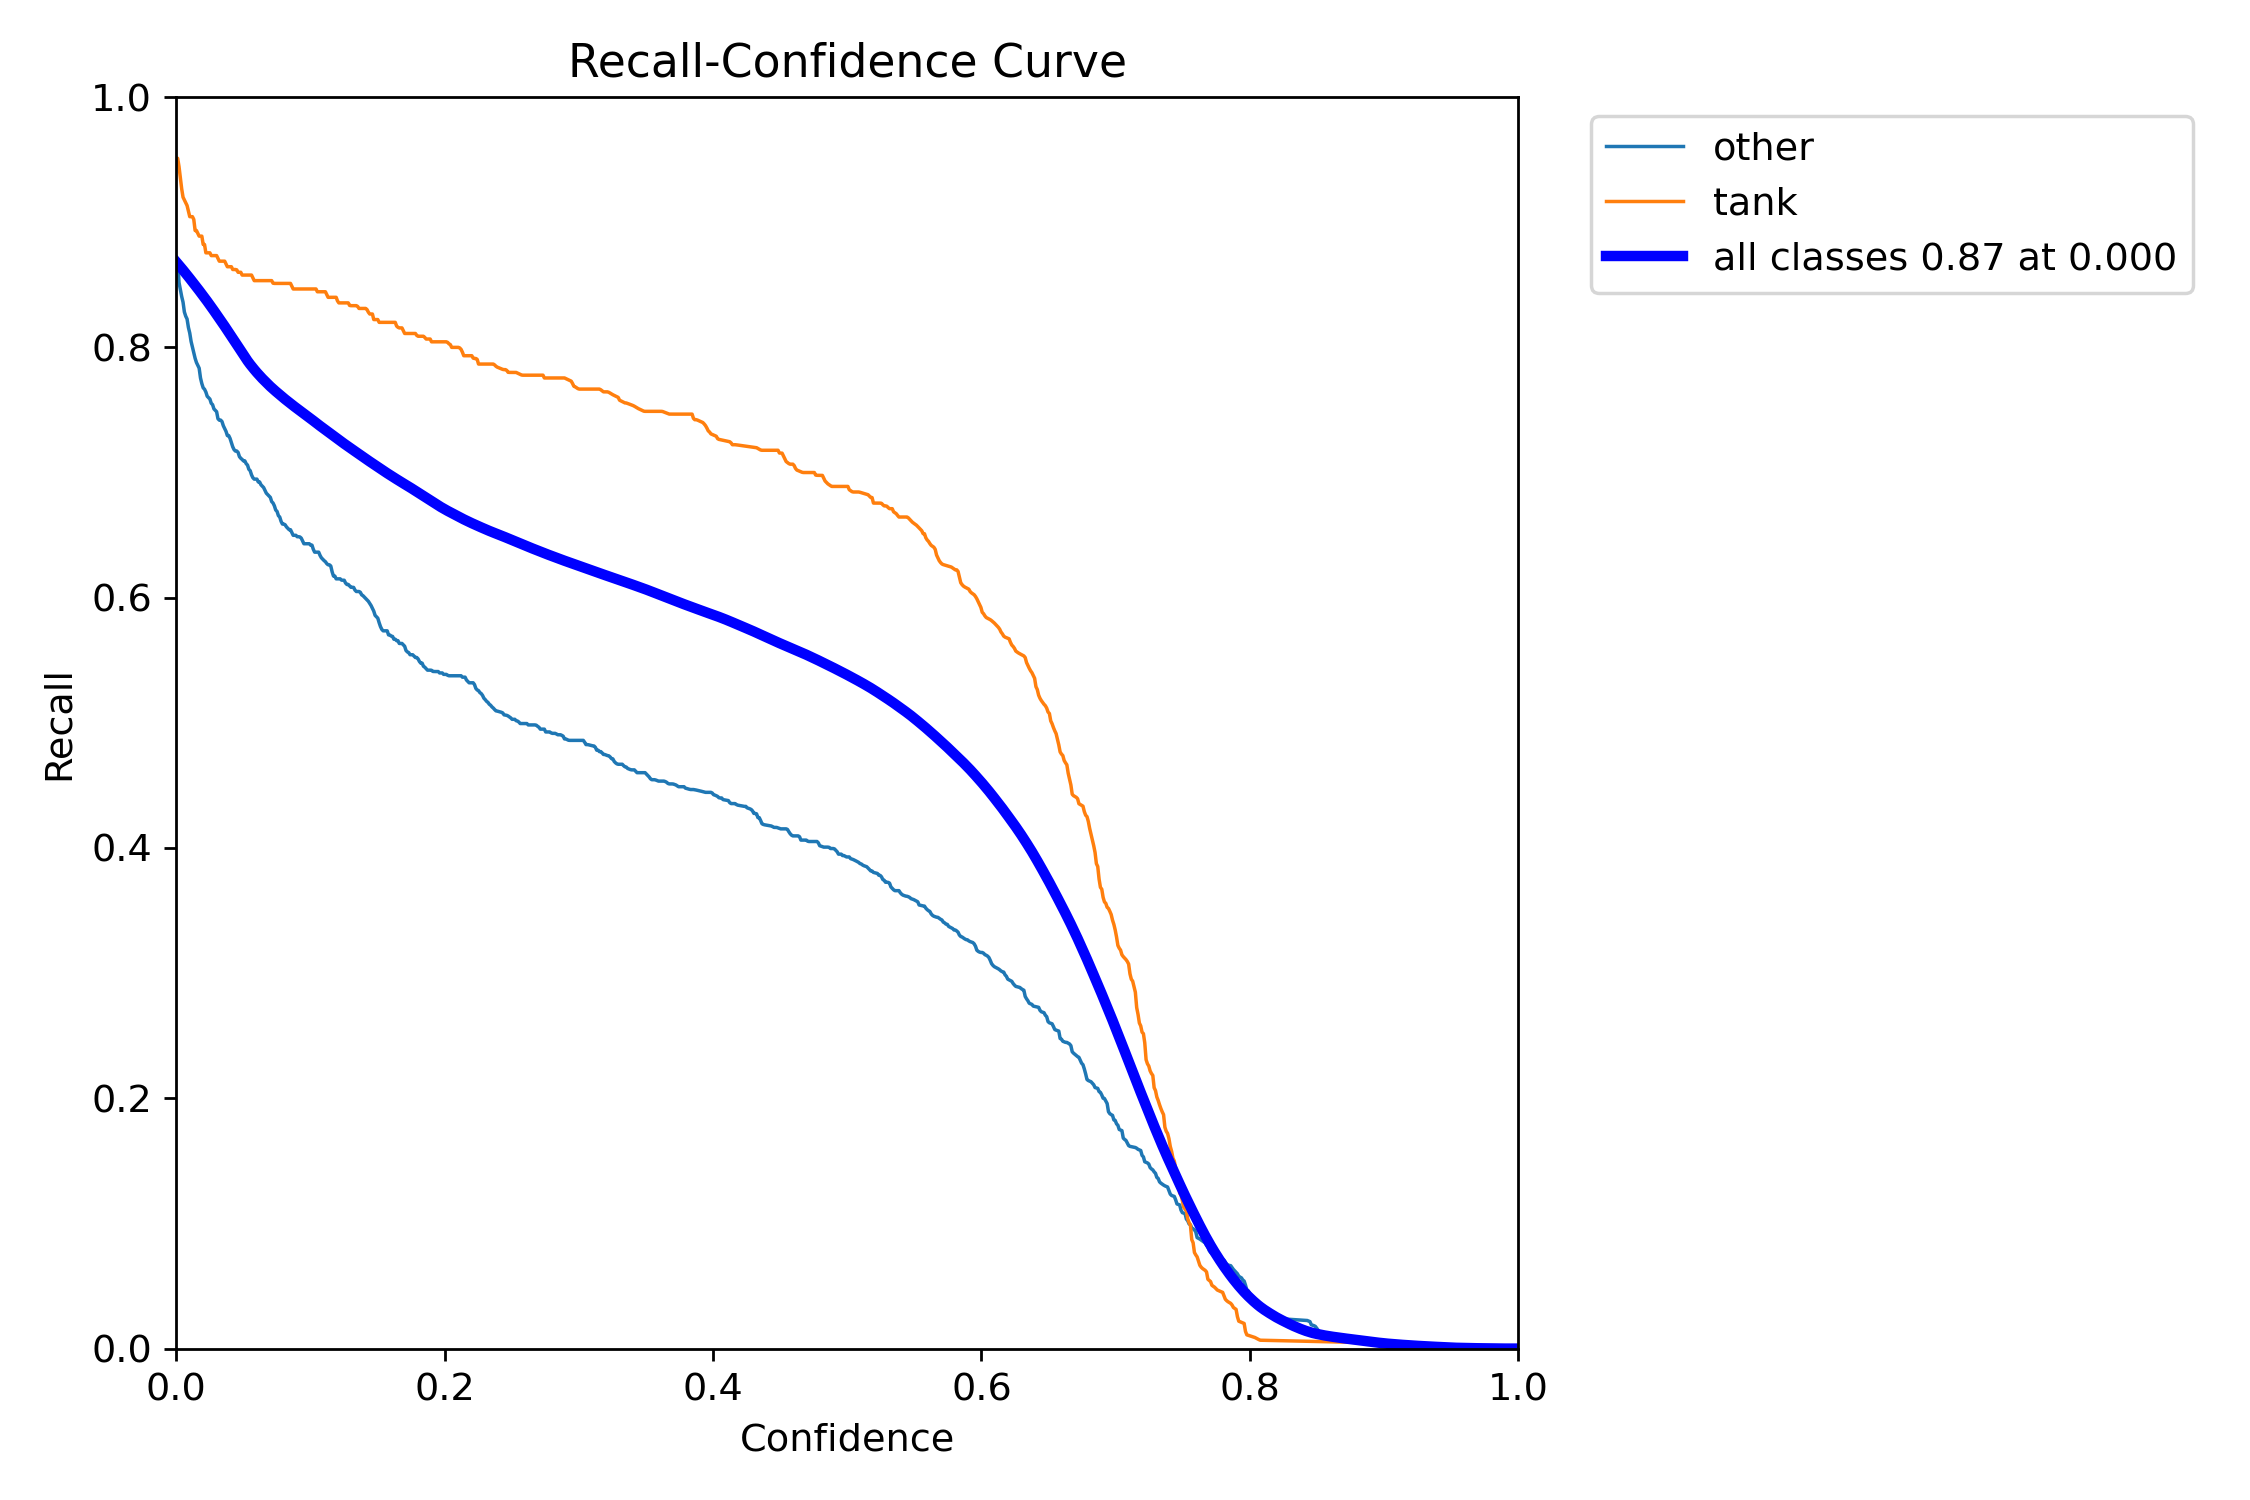 Recall-Confidence Curve
1.0
0.8
0.6
0.4
0.2
0.0
Recall
0.0 0.2 0.4 0.6 0.8 1.0
Confidence
other
tank
all classes 0.87 at 0.000